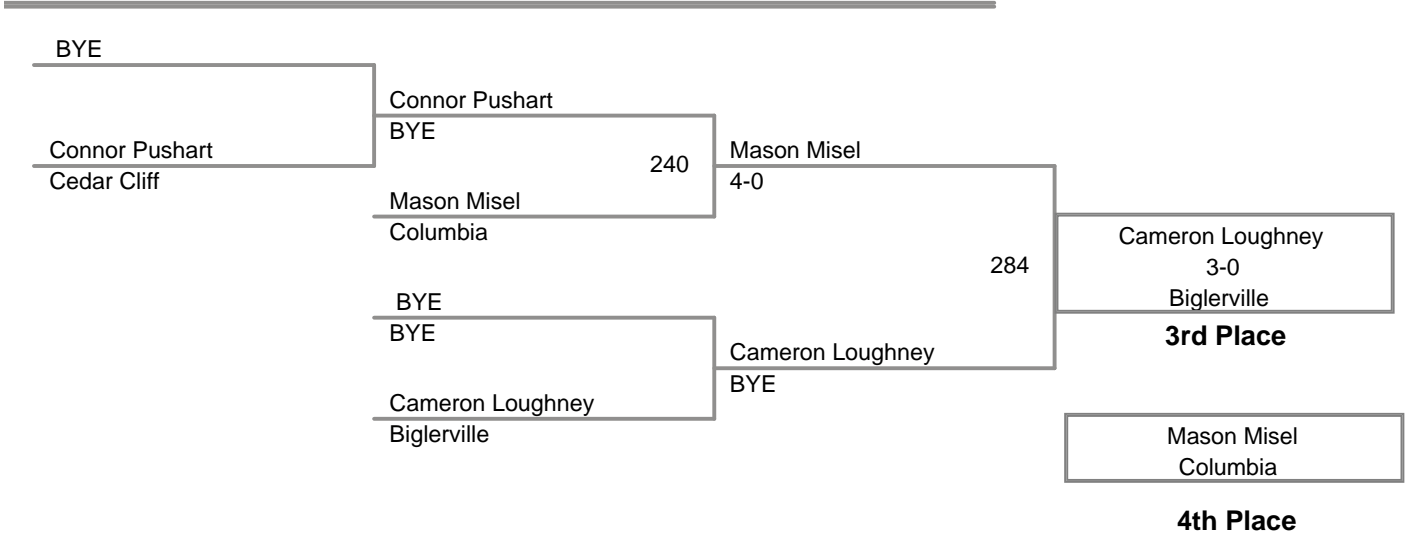 BYE
Connor Pushart
Cedar Cliff
Connor Pushart
BYE
240
Mason Misel
Columbia
BYE
BYE
Cameron Loughney
Biglerville
Mason Misel
4-0
284
Cameron Loughney
BYE
Cameron Loughney
3-0
Biglerville
3rd Place
Mason Misel
Columbia
4th Place